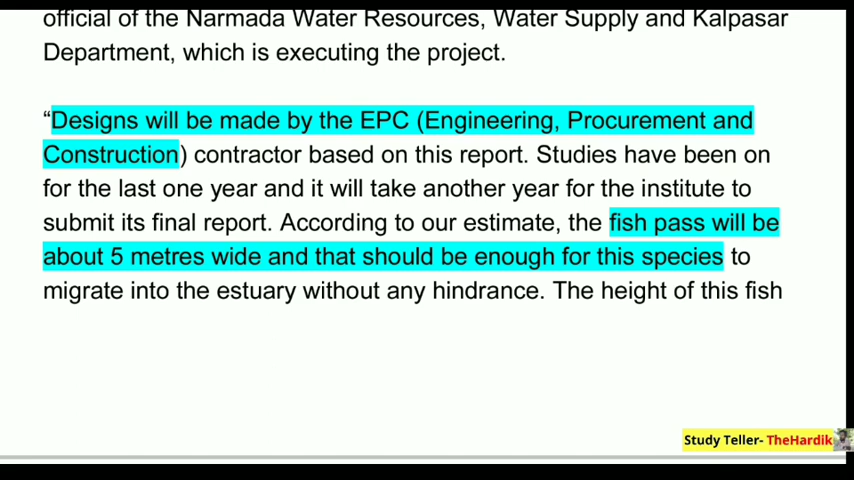 official of the Narmada Water Resources, Water Supply and Kalpasar
Department, which is executing the project.
“Designs will be made by the EPC (Engineering, Procurement and
Construction) contractor based on this report. Studies have been on
for the last one year and it will take another year for the institute to
submit its final report. According to our estimate, the fish pass will be
about 5 metres wide and that should be enough for this species to
migrate into the estuary without any hindrance. The height of this fish
Study Teller- TheHardik